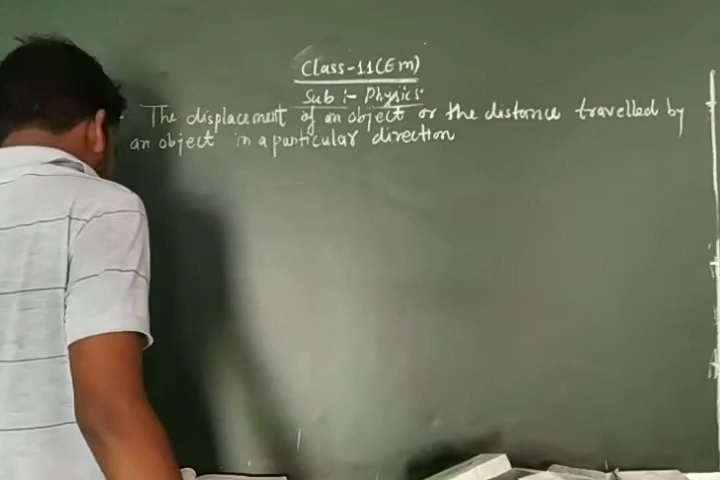 Class-11(Em)
Sub :- Physics
The displacement of an object or the distance travelled by
an object in a particular direction